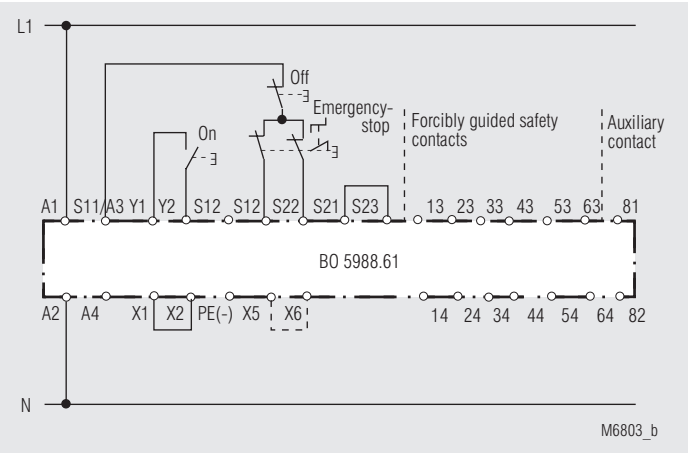 L1
Off
Emergency-
stop
Forcibly guided safety
contacts
Auxiliary
contact
On
A1 S11/A3 Y1 Y2 S12 S12 S22 S21 S23 13 23 33 43 53 63 81
BO 5988.61
A2 A4 X1 X2 PE(-) X5 X6 14 24 34 44 54 64 82
N
M6803_b